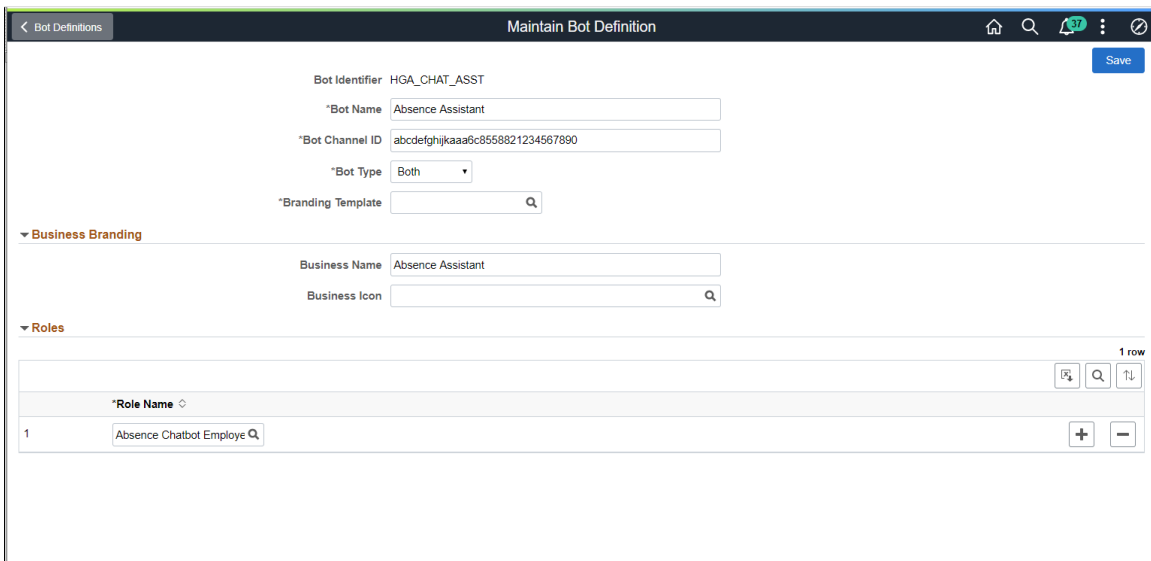 Bot Definitions Maintain Bot Definition 37
Save
Bot Identifier HGA_CHAT_ASST
*Bot Name Absence Assistant
*Bot Channel ID abcdefghijkaaa6c8558821234567890
*Bot Type Both
*Branding Template
Business Branding
Business Name Absence Assistant
Business Icon
Roles
1 row
*Role Name
1 Absence Chatbot Employe